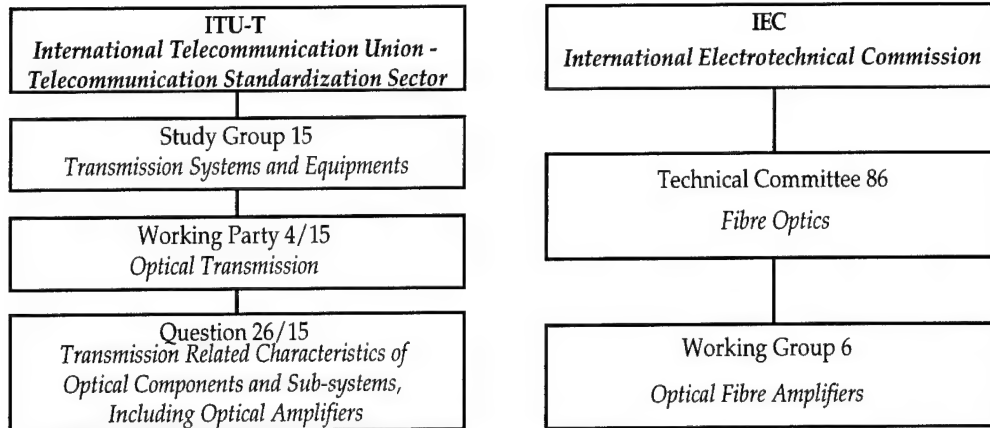 ITU-T
International Telecommunication Union -
Telecommunication Standardization Sector
Study Group 15
Transmission Systems and Equipments
Working Party 4/15
Optical Transmission
Question 26/15
Transmission Related Characteristics of
Optical Components and Sub-systems,
Including Optical Amplifiers
IEC
International Electrotechnical Commission
Technical Committee 86
Fibre Optics
Working Group 6
Optical Fibre Amplifiers